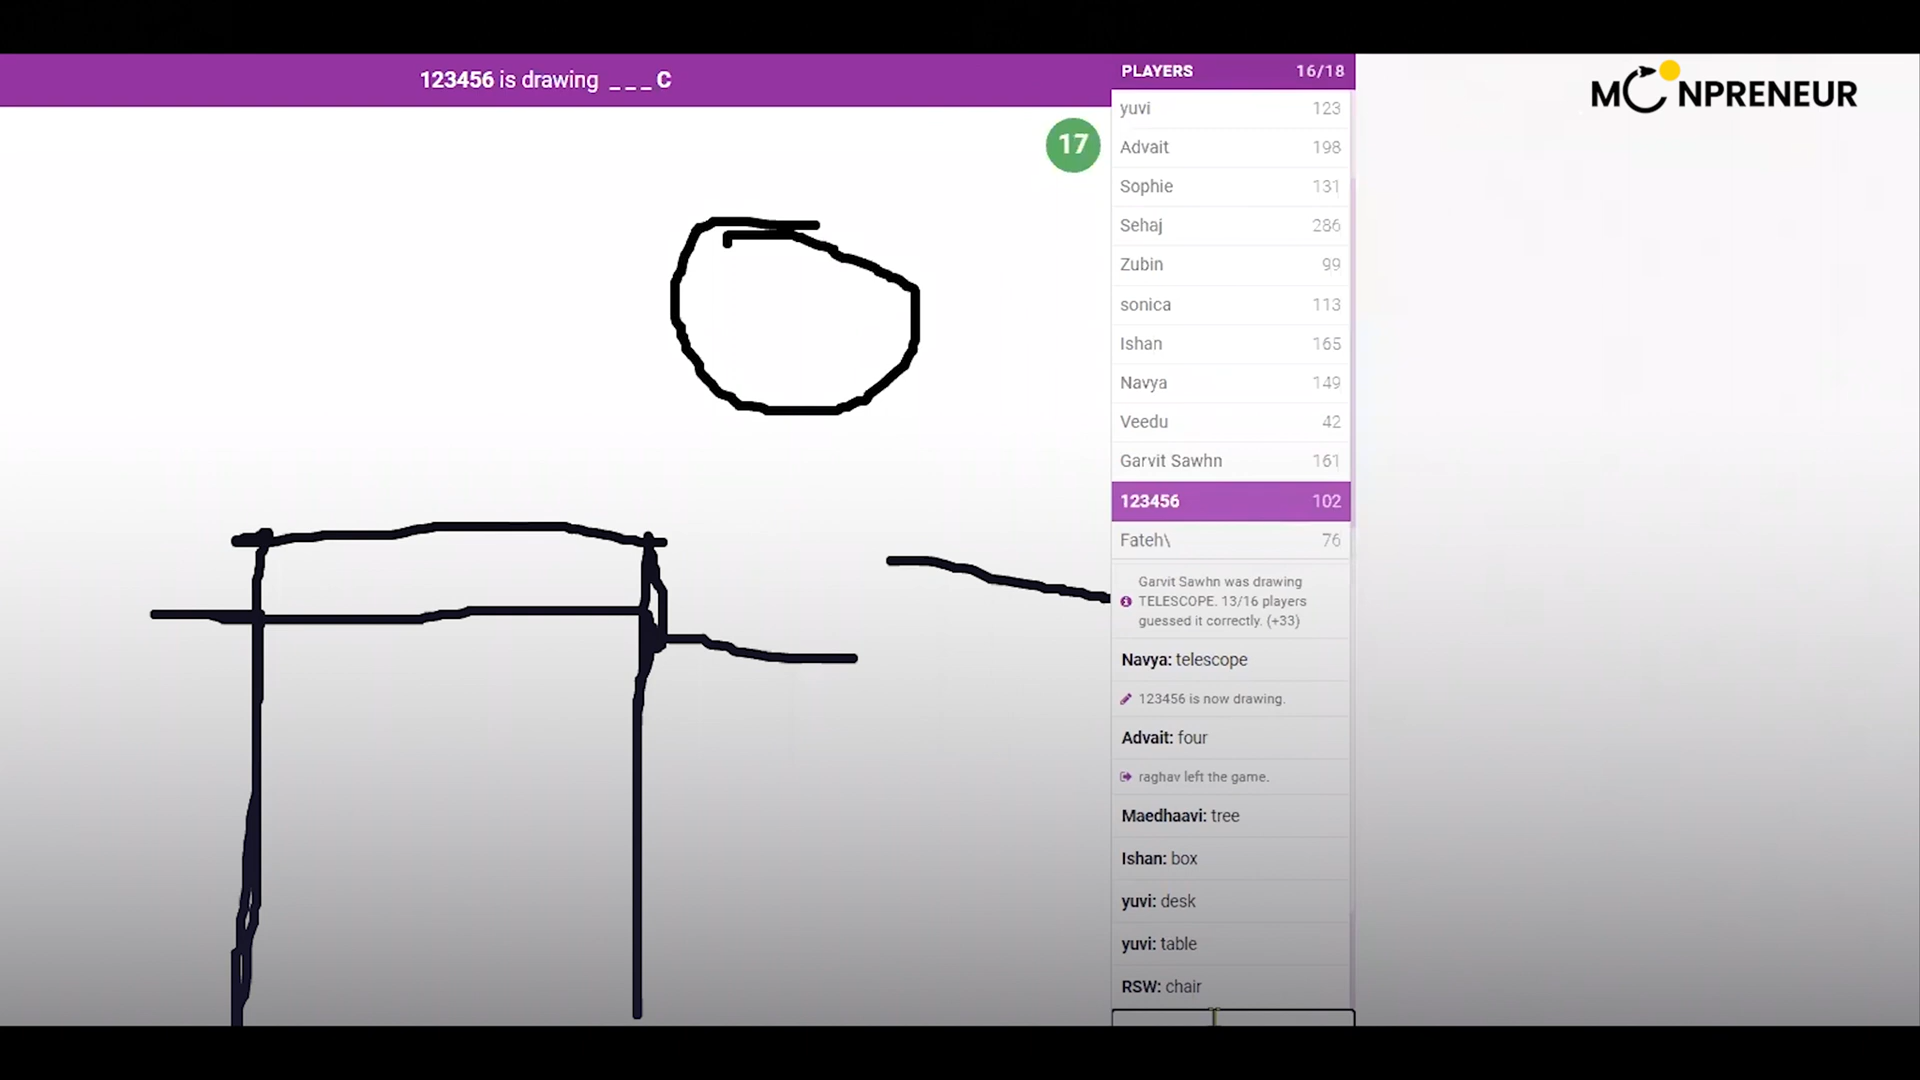 123456 is drawing _ _ _ C
17
PLAYERS 16/18
yuvi 123
Advait 198
Sophie 131
Sehaj 286
Zubin 99
sonica 113
Ishan 165
Navya 149
Veedu 42
Garvit Sawhn 161
123456 102
Fateh\ 76
Garvit Sawhn was drawing
TELESCOPE. 13/16 players
guessed it correctly. (+33)
Navya: telescope
123456 is now drawing.
Advait: four
raghav left the game.
Maedhaavi: tree
Ishan: box
yuvi: desk
yuvi: table
RSW: chair
MOONPRENEUR